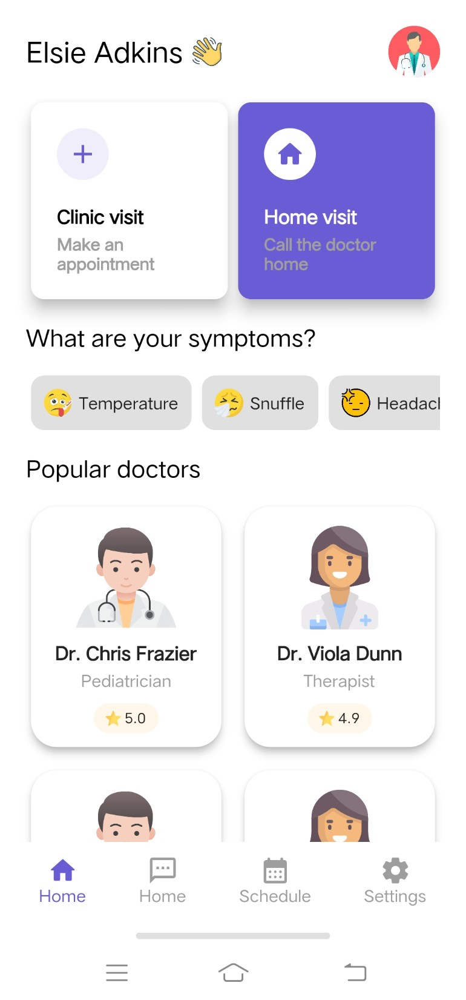 Elsie Adkins 👋
Clinic visit
Make an
appointment
Home visit
Call the doctor
home
What are your symptoms?
Temperature
Snuffle
Headach
Popular doctors
Dr. Chris Frazier
Pediatrician
⭐ 5.0
Dr. Viola Dunn
Therapist
⭐ 4.9
Home
Home
Schedule
Settings